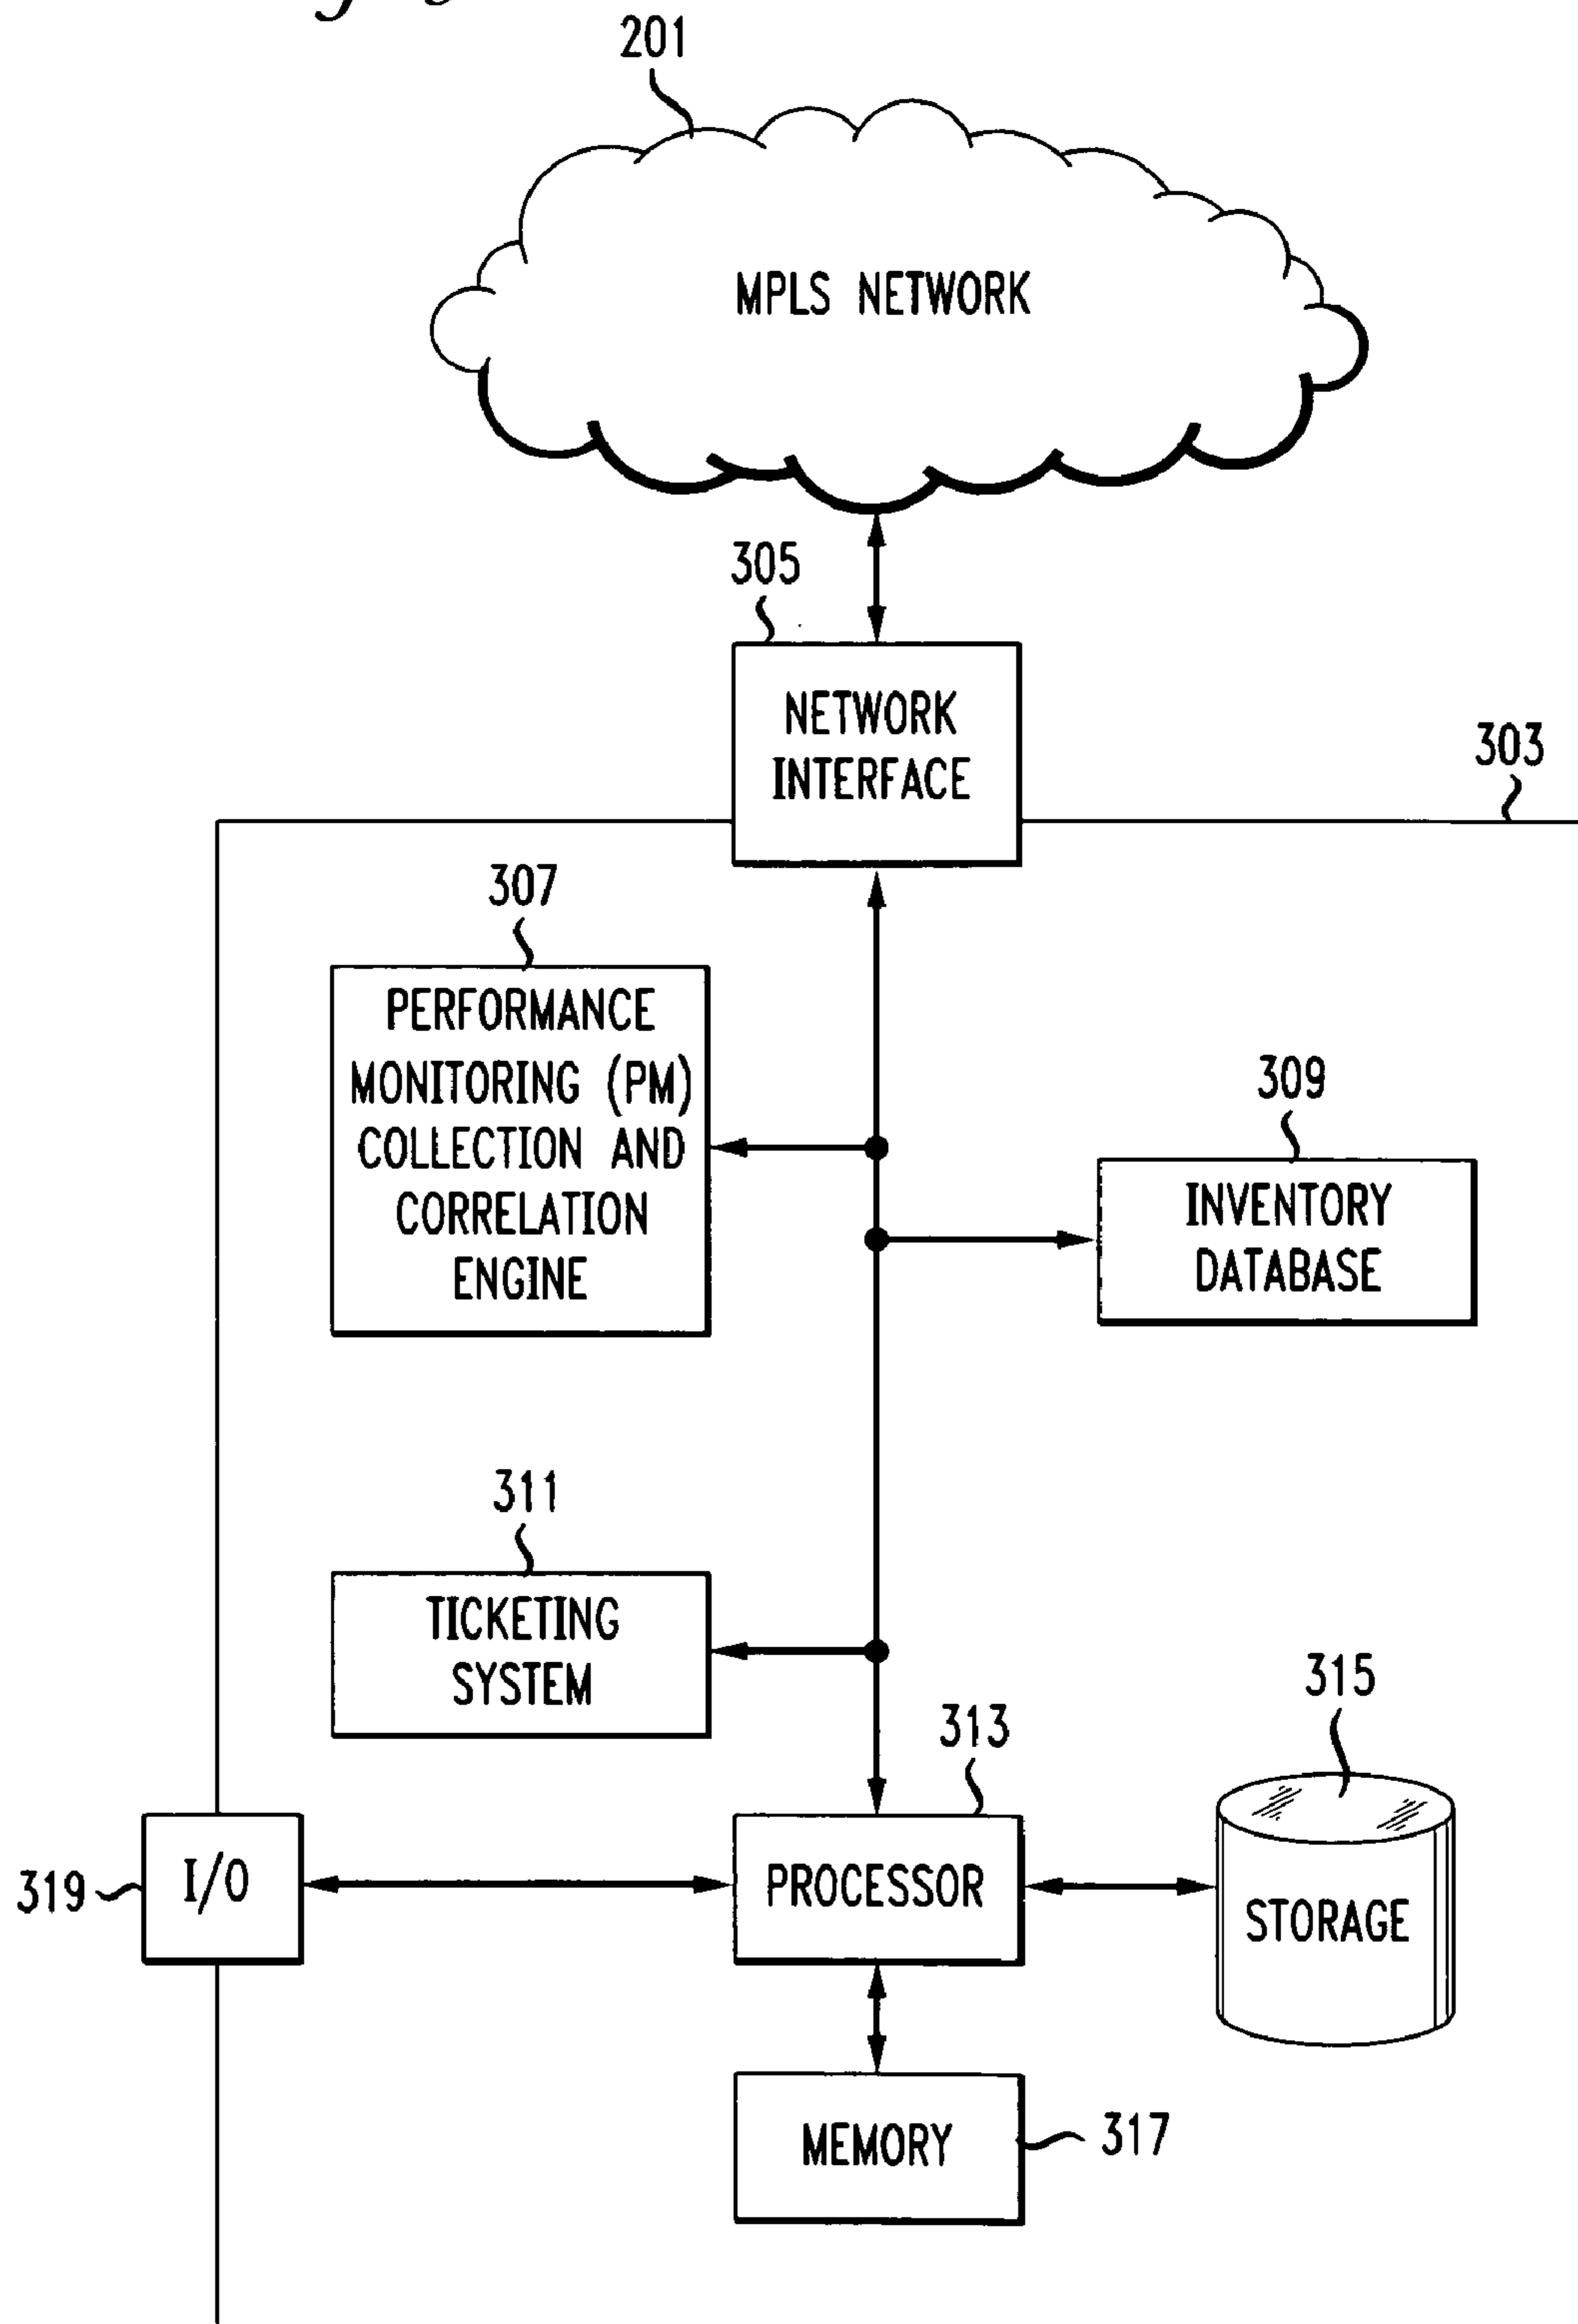 201
MPLS NETWORK
305
NETWORK
INTERFACE
303
307
PERFORMANCE
MONITORING (PM)
COLLECTION AND
CORRELATION
ENGINE
309
INVENTORY
DATABASE
311
TICKETING
SYSTEM
313
315
319
I/O
PROCESSOR
STORAGE
MEMORY
317